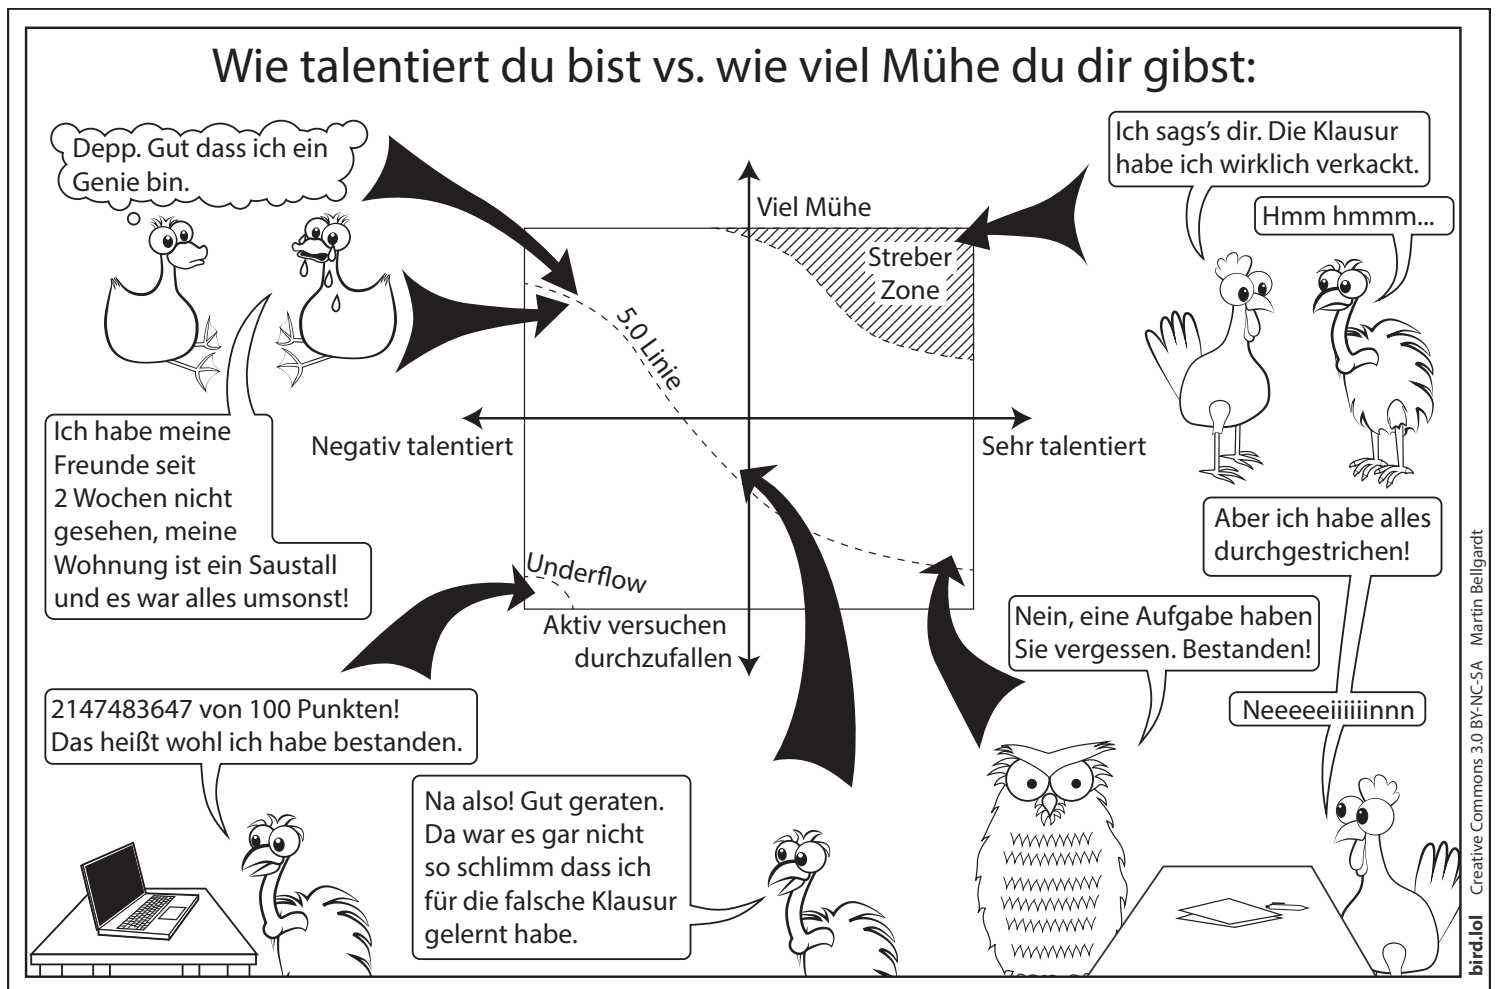 Wie talentiert du bist vs. wie viel Mühe du dir gibst:
Depp. Gut dass ich ein
Genie bin.
Ich habe meine
Freunde seit
2 Wochen nicht
gesehen, meine
Wohnung ist ein Saustall
und es war alles umsonst!
Viel Mühe
Streber
Zone
5.0 Linie
Negativ talentiert
Sehr talentiert
Underflow
Aktiv versuchen
durchzufallen
Ich sags's dir. Die Klausur
habe ich wirklich verkackt.
Hmm hmmm...
2147483647 von 100 Punkten!
Das heißt wohl ich habe bestanden.
Na also! Gut geraten.
Da war es gar nicht
so schlimm dass ich
für die falsche Klausur
gelernt habe.
Aber ich habe alles
durchgestrichen!
Nein, eine Aufgabe haben
Sie vergessen. Bestanden!
Neeeeeiiiiiinnn
bird.lol Creative Commons 3.0 BY-NC-SA Martin Bellgardt